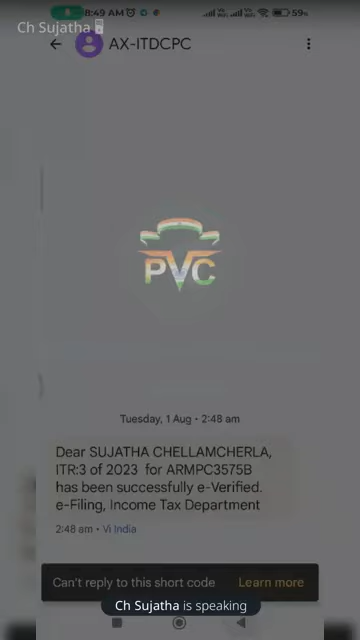 8:49 AM
59%
Ch Sujatha
AX-ITDCPC
PVC
Tuesday, 1 Aug • 2:48 am
Dear SUJATHA CHELLAMCHERLA,
ITR:3 of 2023  for ARMPC3575B
has been successfully e-Verified.
e-Filing, Income Tax Department
2:48 am • Vi India
Can't reply to this short code Learn more
Ch Sujatha is speaking